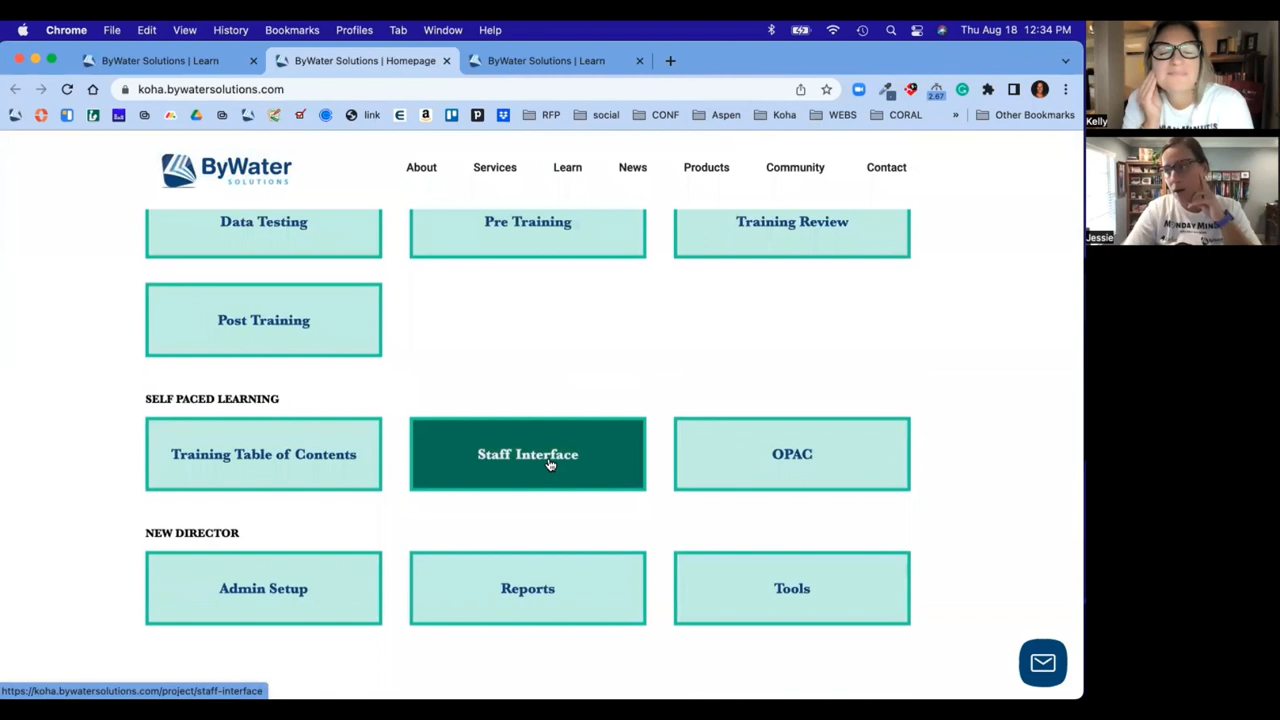 Chrome File Edit View History Bookmarks Profiles Tab Window Help Thu Aug 18 12:34 PM
ByWater Solutions | Learn ByWater Solutions | Homepage ByWater Solutions | Learn
koha.bywatersolutions.com 2.67
link RFP social CONF Aspen Koha WEBS CORAL » Other Bookmarks
Kelly
ByWater
SOLUTIONS
About Services Learn News Products Community Contact
MONDAY MIN
Jessie
Data Testing Pre Training Training Review
Post Training
SELF PACED LEARNING
Training Table of Contents Staff Interface OPAC
NEW DIRECTOR
Admin Setup Reports Tools
https://koha.bywatersolutions.com/project/staff-interface